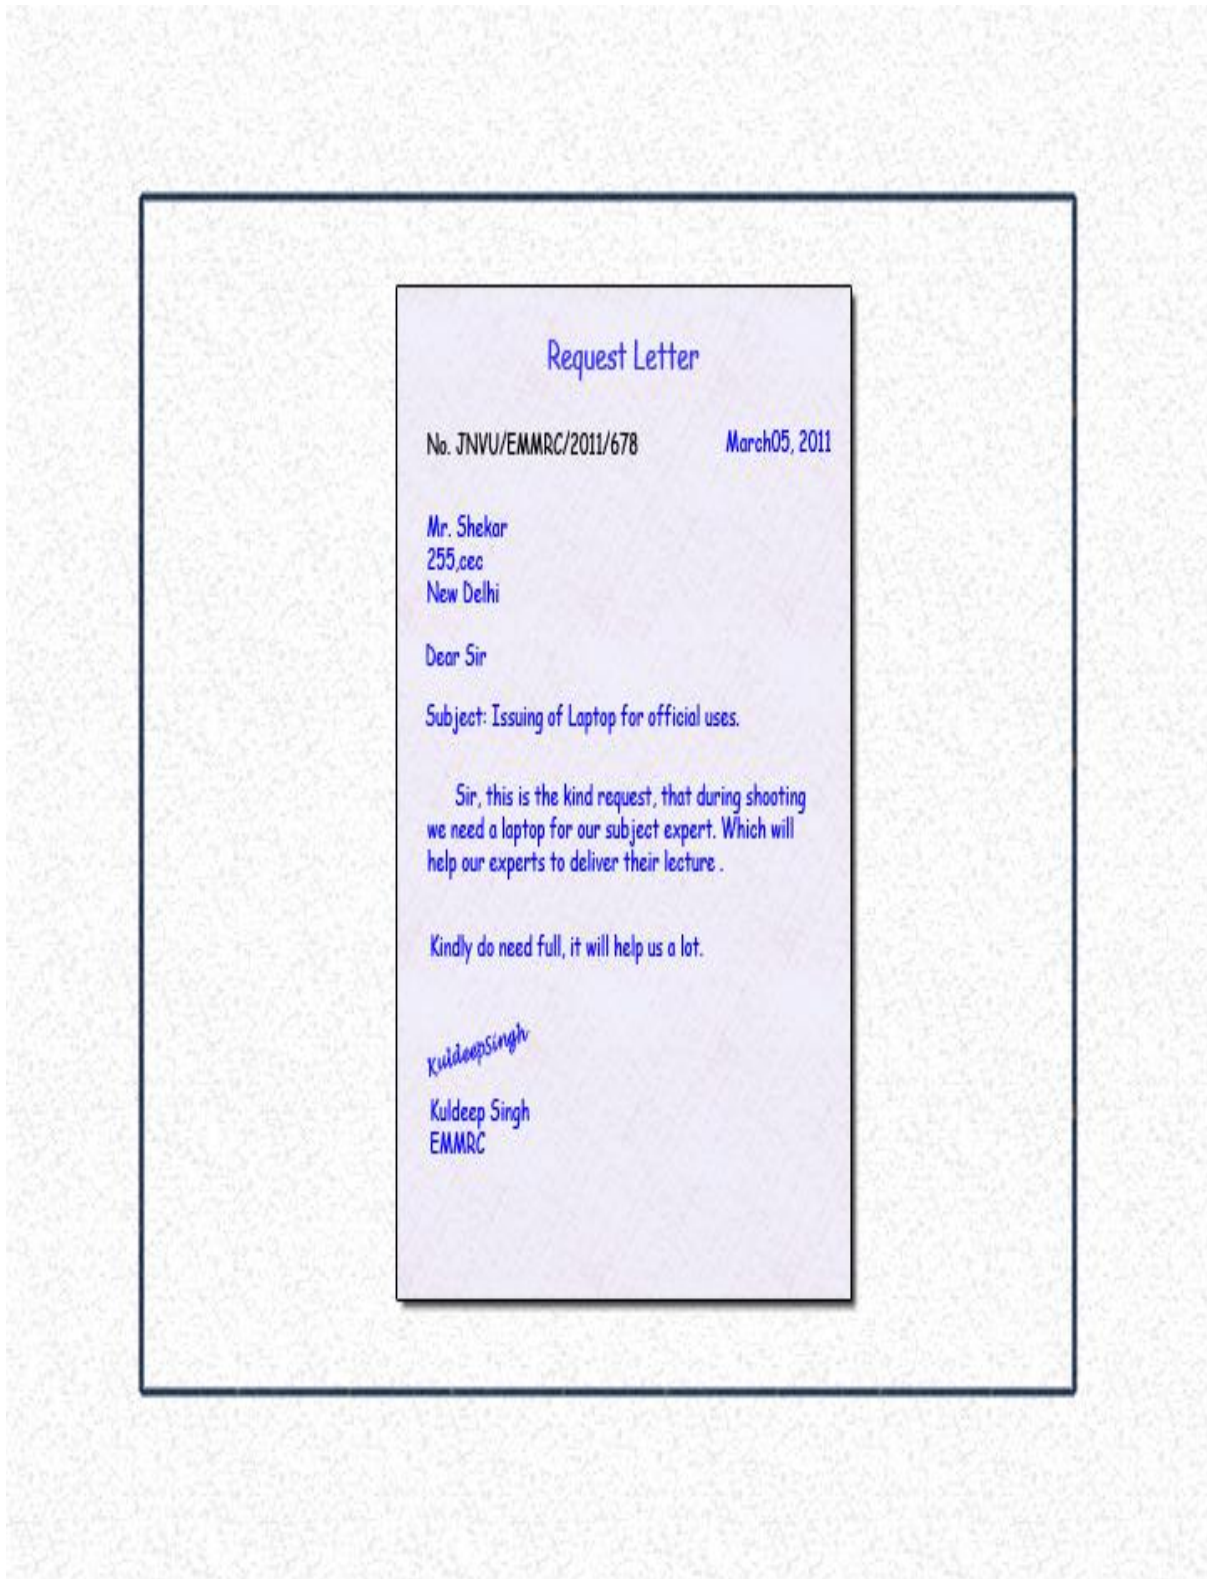 Request Letter
No. JNVU/EMMRC/2011/678 March05, 2011
Mr. Shekar
255,cec
New Delhi
Dear Sir
Subject: Issuing of Laptop for official uses.
Sir, this is the kind request, that during shooting
we need a laptop for our subject expert. Which will
help our experts to deliver their lecture .
Kindly do need full, it will help us a lot.
KuldeepSingh
Kuldeep Singh
EMMRC